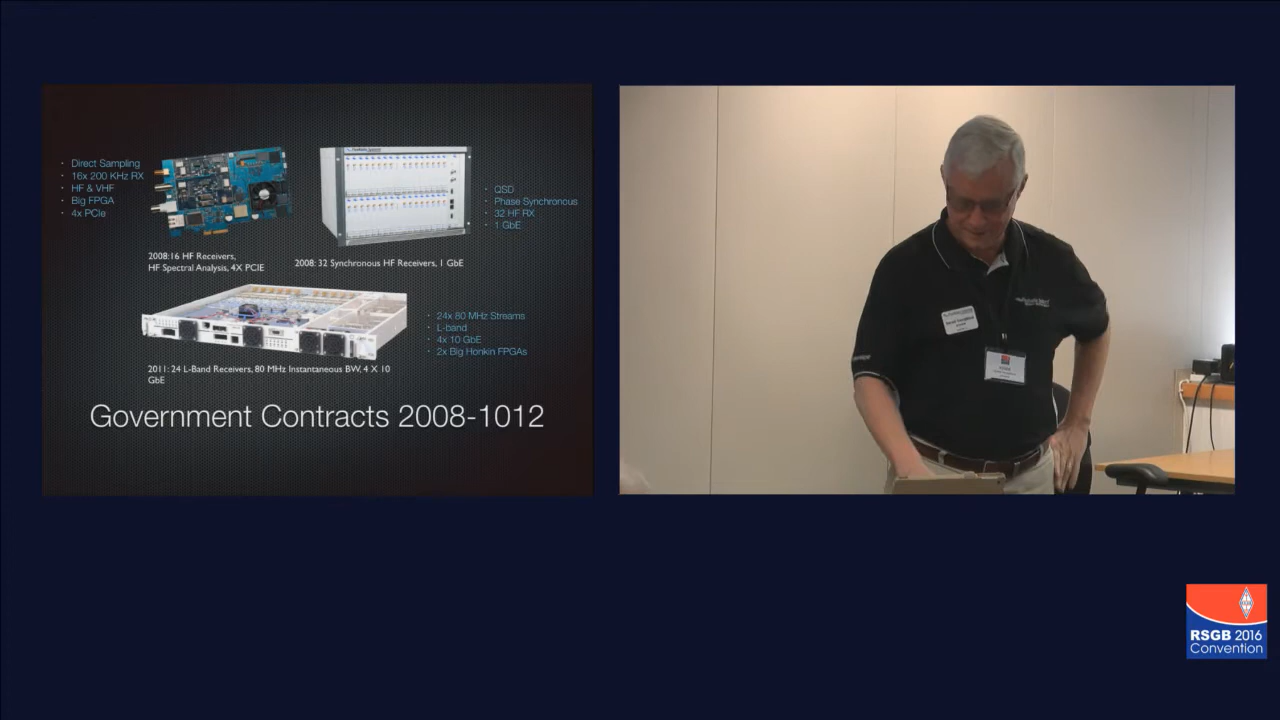 · Direct Sampling
· 16x 200 KHz RX
· HF & VHF
· Big FPGA
· 4x PCIe
· QSD
· Phase Synchronous
· 32 HF RX
· 1 GbE
2008:16 HF Receivers,
HF Spectral Analysis, 4X PCIE
2008: 32 Synchronous HF Receivers, 1 GbE
· 24x 80 MHz Streams
· L-band
· 4x 10 GbE
· 2x Big Honkin FPGAs
2011: 24 L-Band Receivers, 80 MHz Instantaneous BW, 4 X 10
GbE
Government Contracts 2008-1012
RSGB 2016
Convention